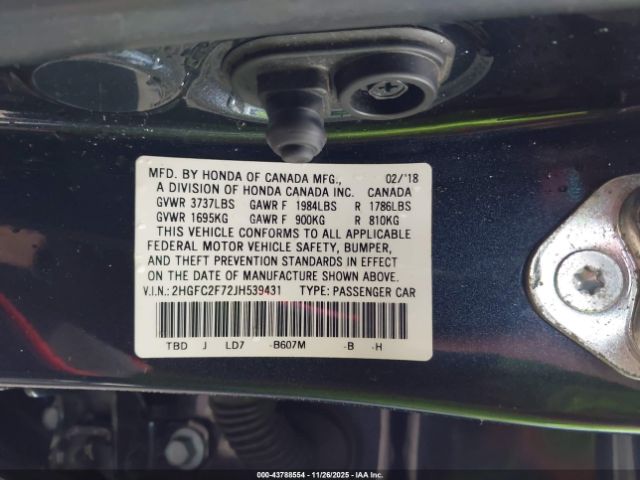 MFD. BY HONDA OF CANADA MFG., 02/'18
A DIVISION OF HONDA CANADA INC. CANADA
GVWR 3737LBS GAWR F 1984LBS R 1786LBS
GVWR 1695KG GAWR F 900KG R 810KG
THIS VEHICLE CONFORMS TO ALL APPLICABLE
FEDERAL MOTOR VEHICLE SAFETY, BUMPER,
AND THEFT PREVENTION STANDARDS IN EFFECT
ON THE DATE OF MANUFACTURE SHOWN ABOVE.
V.I.N.: 2HGFC2F72JH539431 TYPE: PASSENGER CAR
TBD J LD7 -B607M -B -H
000-43788554 | 11/26/2025 - IAA Inc.